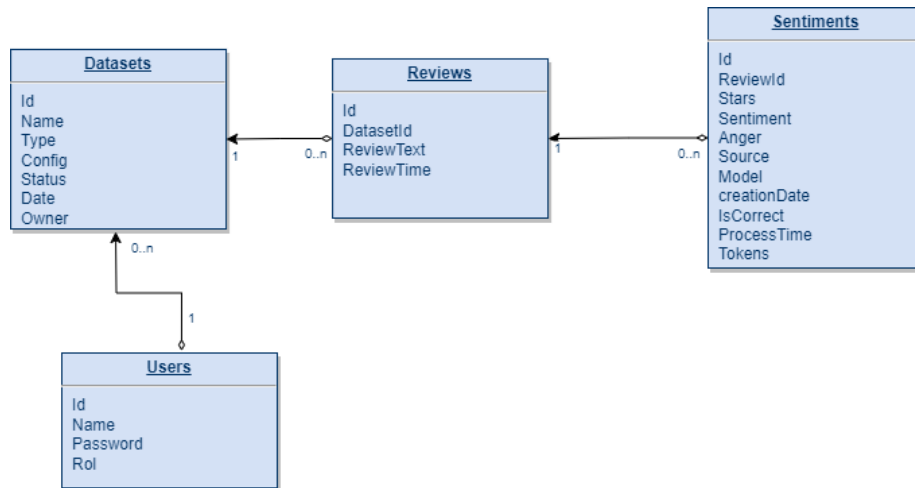 Datasets
Id
Name
Type
Config
Status
Date
Owner
1
0..n
Reviews
Id
DatasetId
ReviewText
ReviewTime
1
0..n
Sentiments
Id
ReviewId
Stars
Sentiment
Anger
Source
Model
creationDate
IsCorrect
ProcessTime
Tokens
0..n
1
Users
Id
Name
Password
Rol